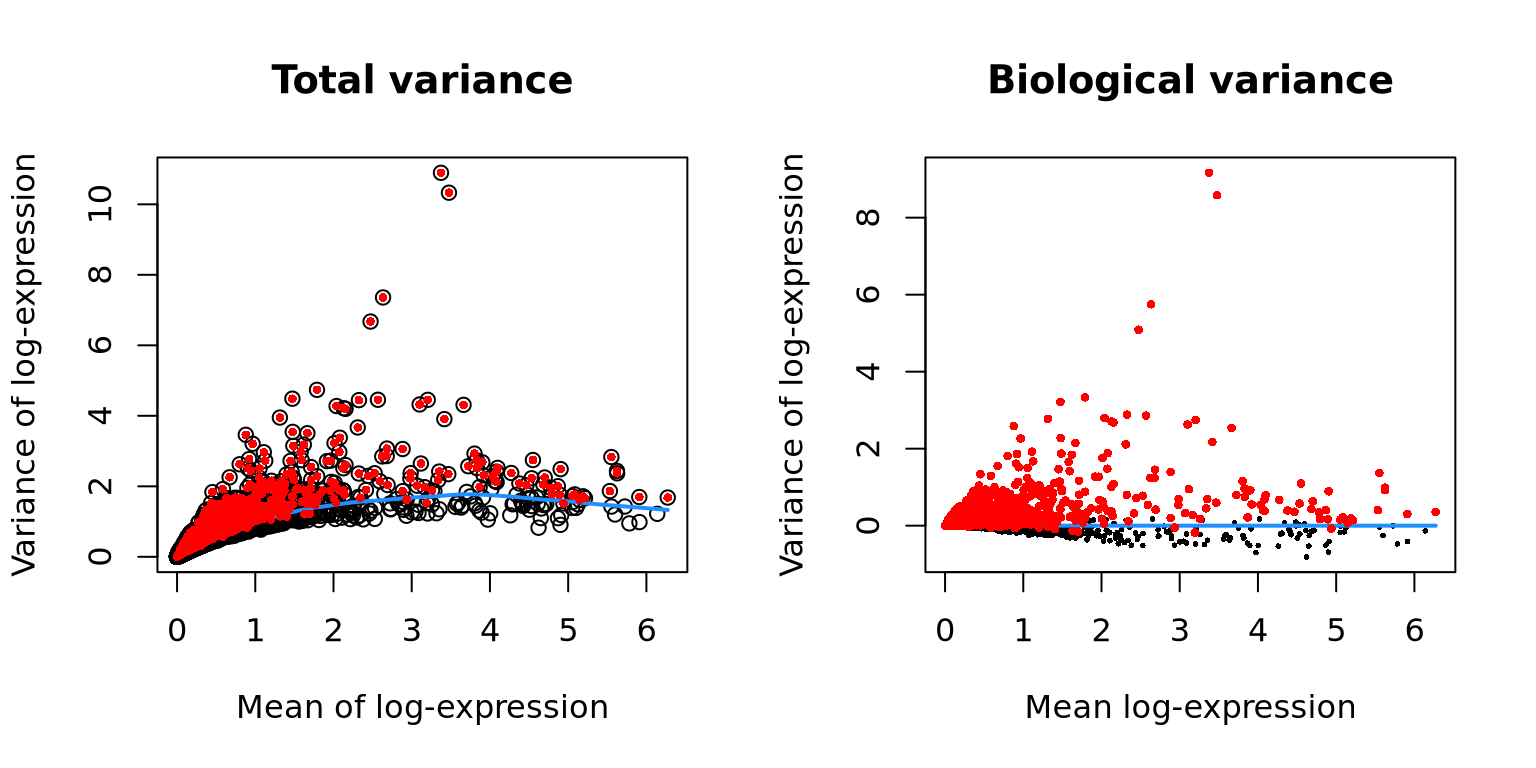 Total variance
Variance of log-expression
10
8
6
4
2
0
0 1 2 3 4 5 6
Mean of log-expression
Biological variance
Variance of log-expression
8
6
4
2
0
0 1 2 3 4 5 6
Mean log-expression